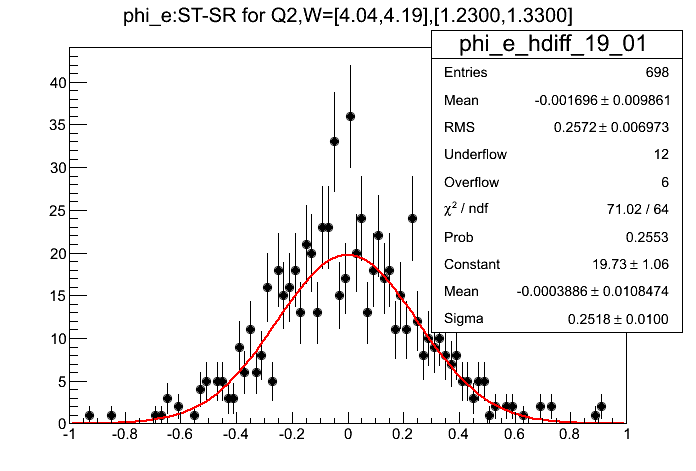 phi_e:ST-SR for Q2,W=[4.04,4.19],[1.2300,1.3300]
phi_e_hdiff_19_01
Entries 698
Mean -0.001696 ± 0.009861
RMS 0.2572 ± 0.006973
Underflow 12
Overflow 6
χ² / ndf 71.02 / 64
Prob 0.2553
Constant 19.73 ± 1.06
Mean -0.0003886 ± 0.0108474
Sigma 0.2518 ± 0.0100
40
35
30
25
20
15
10
5
0
-1 -0.8 -0.6 -0.4 -0.2 0 0.2 0.4 0.6 0.8 1